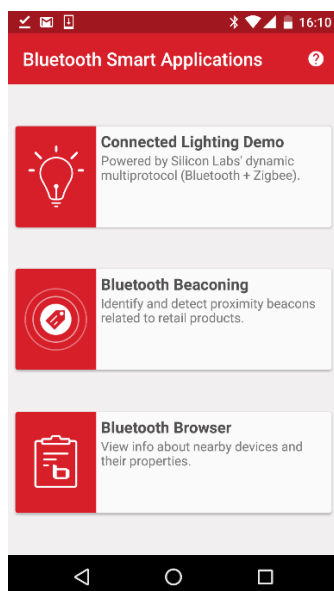 16:10
Bluetooth Smart Applications ?
Connected Lighting Demo
Powered by Silicon Labs' dynamic
multiprotocol (Bluetooth + Zigbee).
Bluetooth Beaconing
Identify and detect proximity beacons
related to retail products.
Bluetooth Browser
View info about nearby devices and
their properties.